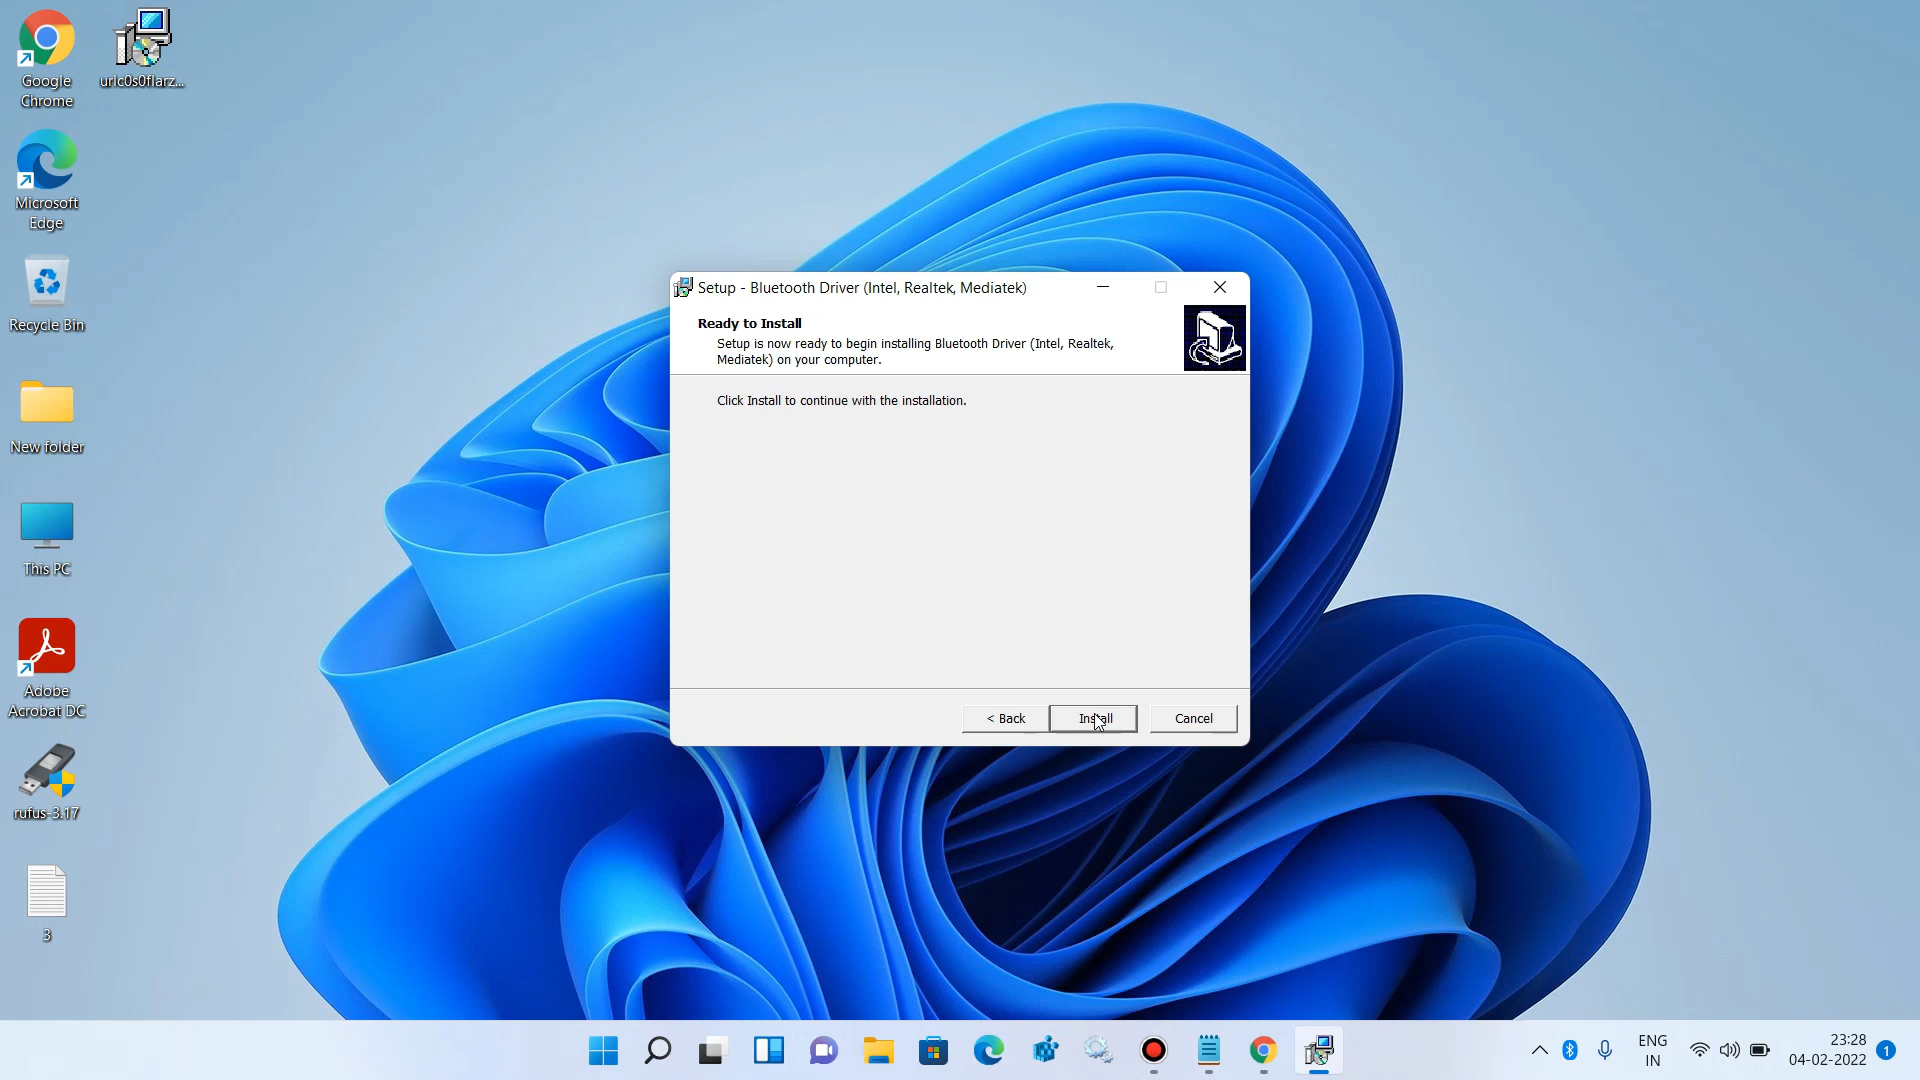 Google
Chrome
urlc0s0flarz...
Microsoft
Edge
Recycle Bin
New folder
This PC
Adobe
Acrobat DC
rufus-3.17
3
Setup - Bluetooth Driver (Intel, Realtek, Mediatek)
Ready to Install
Setup is now ready to begin installing Bluetooth Driver (Intel, Realtek,
Mediatek) on your computer.
Click Install to continue with the installation.
< Back
Install
Cancel
ENG
IN
23:28
04-02-2022
1